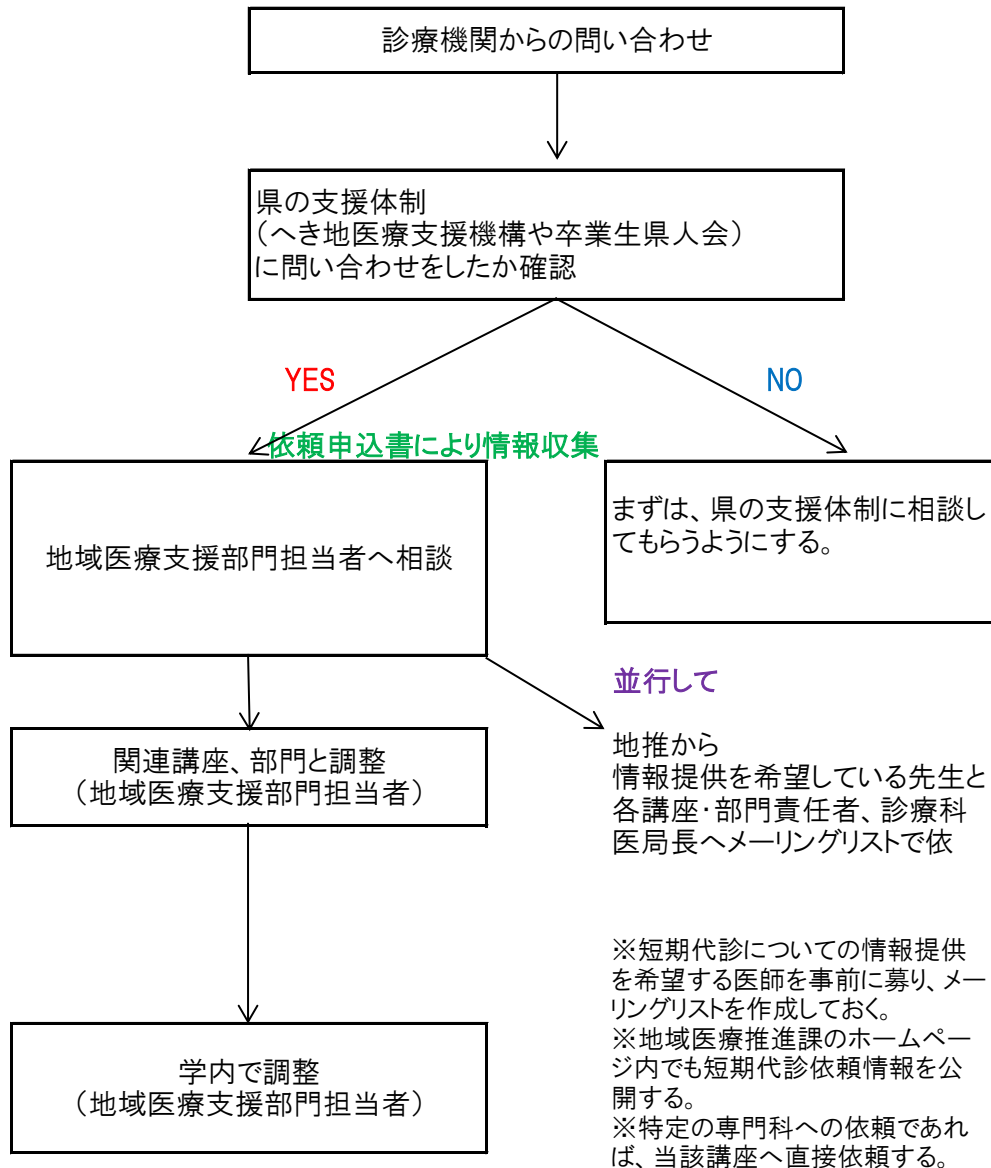 診療機関からの問い合わせ
県の支援体制
（へき地医療支援機構や卒業生県人会）
に問い合わせをしたか確認
YES
NO
依頼申込書により情報収集
地域医療支援部門担当者へ相談
まずは、県の支援体制に相談し
てもらうようにする。
並行して
関連講座、部門と調整
（地域医療支援部門担当者）
地推から
情報提供を希望している先生と
各講座・部門責任者、診療科
医局長へメーリングリストで依
学内で調整
（地域医療支援部門担当者）
※短期代診についての情報提供
を希望する医師を事前に募り、メー
リングリストを作成しておく。
※地域医療推進課のホームペー
ジ内でも短期代診依頼情報を公
開する。
※特定の専門科への依頼であれ
ば、当該講座へ直接依頼する。